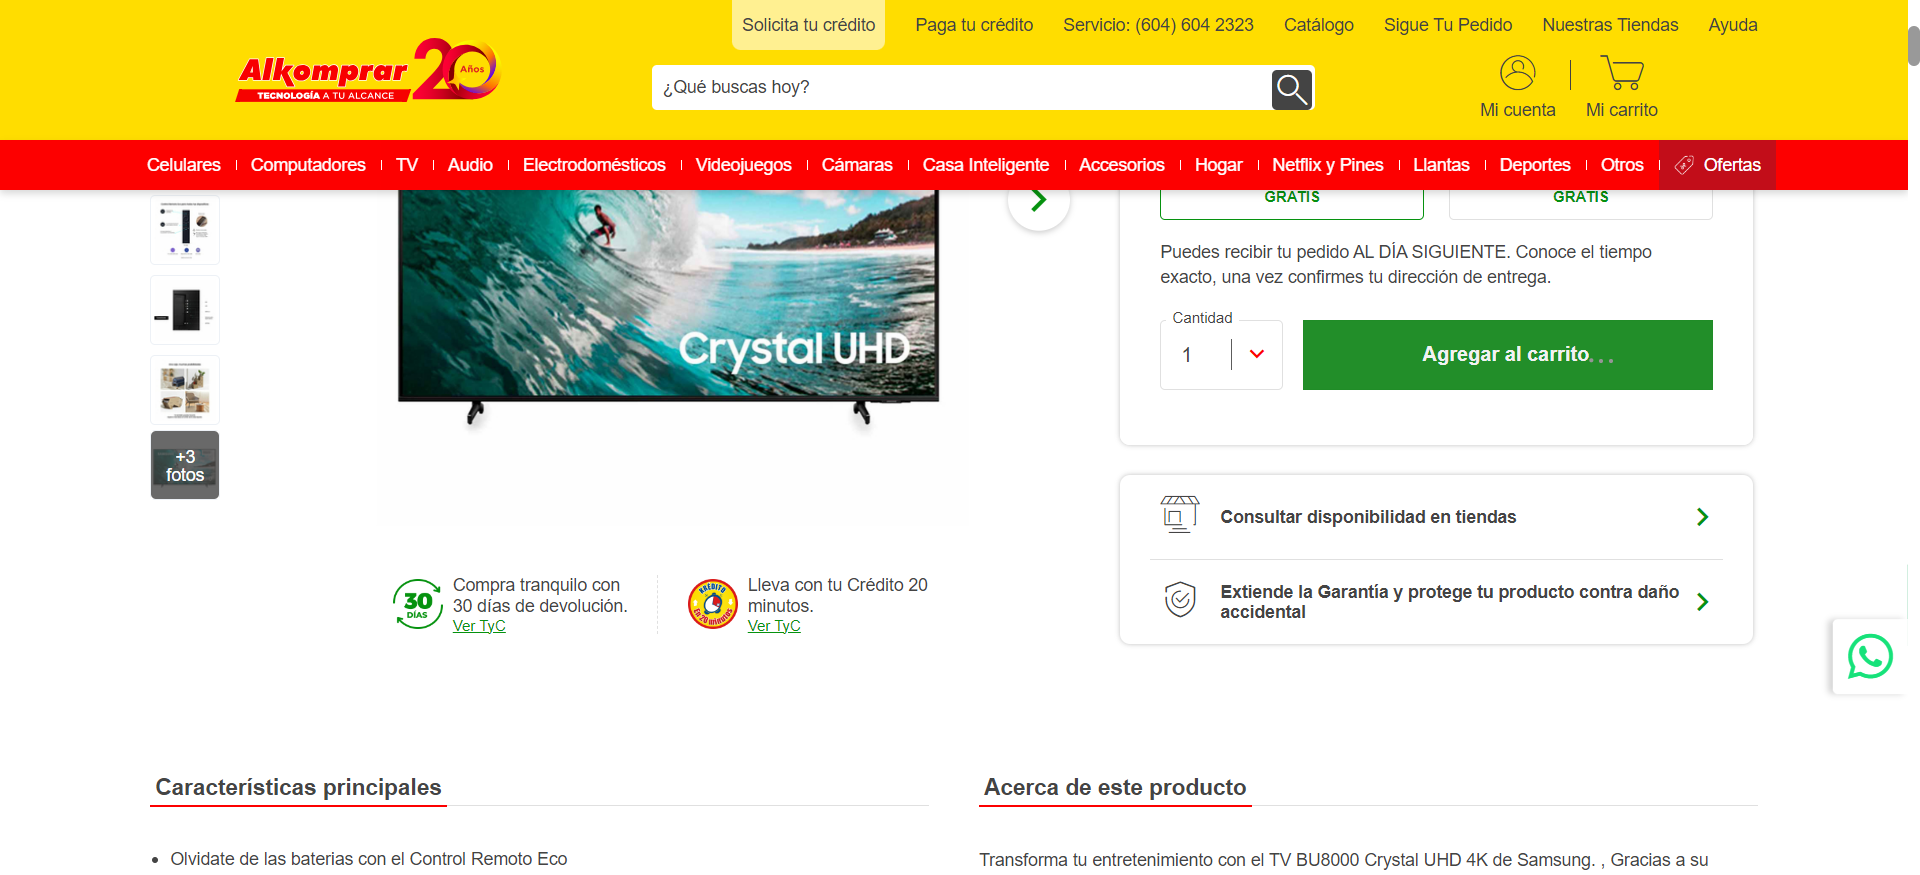 Solicita tu crédito
Paga tu crédito
Servicio: (604) 604 2323
Catálogo
Sigue Tu Pedido
Nuestras Tiendas
Ayuda
Alkomprar
TECNOLOGÍA A TU ALCANCE
20 Años
¿Qué buscas hoy?
Mi cuenta
Mi carrito
Celulares
Computadores
TV
Audio
Electrodomésticos
Videojuegos
Cámaras
Casa Inteligente
Accesorios
Hogar
Netflix y Pines
Llantas
Deportes
Otros
Ofertas
Crystal UHD
+3
fotos
GRATIS
GRATIS
Puedes recibir tu pedido AL DÍA SIGUIENTE. Conoce el tiempo
exacto, una vez confirmes tu dirección de entrega.
Cantidad
1
Agregar al carrito...
Consultar disponibilidad en tiendas
Extiende la Garantía y protege tu producto contra daño
accidental
30
DÍAS
Compra tranquilo con
30 días de devolución.
Ver TyC
KREDITO
En 20 minutos
Lleva con tu Crédito 20
minutos.
Ver TyC
Características principales
Olvidate de las baterias con el Control Remoto Eco
Acerca de este producto
Transforma tu entretenimiento con el TV BU8000 Crystal UHD 4K de Samsung. , Gracias a su